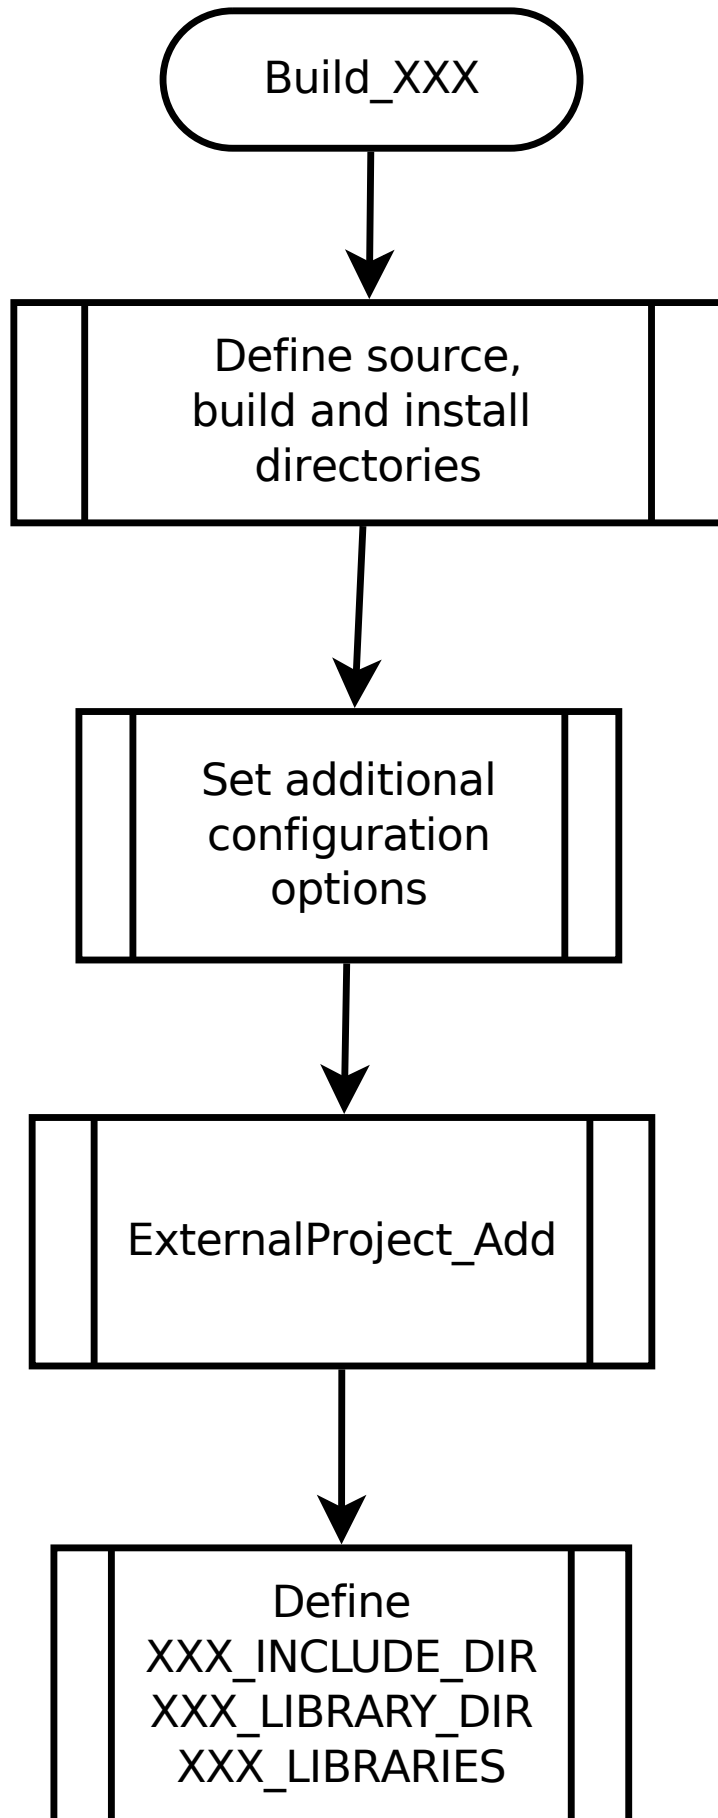 Build_XXX
Define source,
build and install
directories
Set additional
configuration
options
ExternalProject_Add
Define
XXX_INCLUDE_DIR
XXX_LIBRARY_DIR
XXX_LIBRARIES